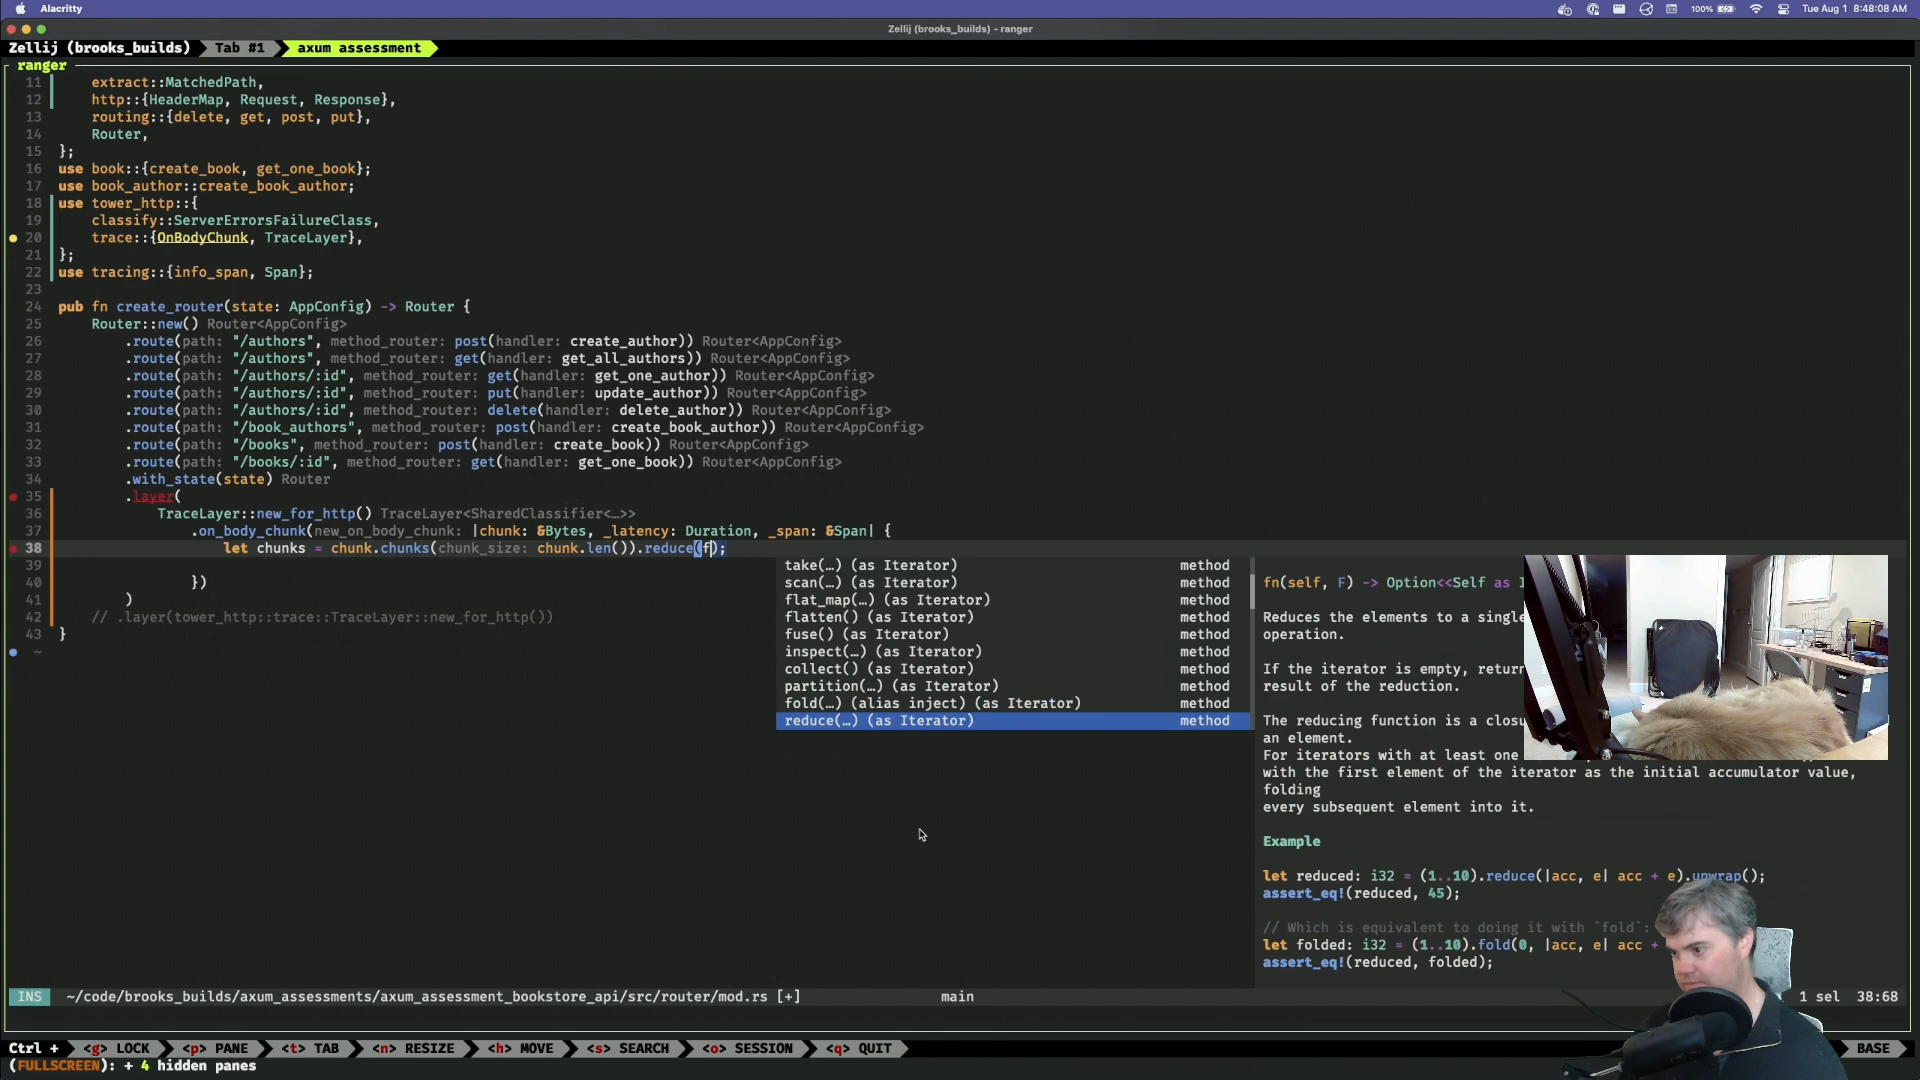 Alacritty
100%
Tue Aug 1 8:48:08 AM
Zellij (brooks_builds) - ranger
Zellij (brooks_builds) Tab #1 axum assessment
ranger
11 extract::MatchedPath,
12 http::{HeaderMap, Request, Response},
13 routing::{delete, get, post, put},
14 Router,
15 };
16 use book::{create_book, get_one_book};
17 use book_author::create_book_author;
18 use tower_http::{
19 classify::ServerErrorsFailureClass,
20 trace::{OnBodyChunk, TraceLayer},
21 };
22 use tracing::{info_span, Span};
23
24 pub fn create_router(state: AppConfig) -> Router {
25 Router::new() Router<AppConfig>
26 .route(path: "/authors", method_router: post(handler: create_author)) Router<AppConfig>
27 .route(path: "/authors", method_router: get(handler: get_all_authors)) Router<AppConfig>
28 .route(path: "/authors/:id", method_router: get(handler: get_one_author)) Router<AppConfig>
29 .route(path: "/authors/:id", method_router: put(handler: update_author)) Router<AppConfig>
30 .route(path: "/authors/:id", method_router: delete(handler: delete_author)) Router<AppConfig>
31 .route(path: "/book_authors", method_router: post(handler: create_book_author)) Router<AppConfig>
32 .route(path: "/books", method_router: post(handler: create_book)) Router<AppConfig>
33 .route(path: "/books/:id", method_router: get(handler: get_one_book)) Router<AppConfig>
34 .with_state(state) Router
35 .layer(
36 TraceLayer::new_for_http() TraceLayer<SharedClassifier<…>>
37 .on_body_chunk(new_on_body_chunk: |chunk: &Bytes, _latency: Duration, _span: &Span| {
38 let chunks = chunk.chunks(chunk_size: chunk.len()).reduce(f);
39
40 })
41 )
42 // .layer(tower_http::trace::TraceLayer::new_for_http())
43 }
~
take(…) (as Iterator) method
scan(…) (as Iterator) method
flat_map(…) (as Iterator) method
flatten() (as Iterator) method
fuse() (as Iterator) method
inspect(…) (as Iterator) method
collect() (as Iterator) method
partition(…) (as Iterator) method
fold(…) (alias inject) (as Iterator) method
reduce(…) (as Iterator) method
fn(self, F) -> Option<<Self as I
Reduces the elements to a single
operation.
If the iterator is empty, return
result of the reduction.
The reducing function is a closu
an element.
For iterators with at least one
with the first element of the iterator as the initial accumulator value,
folding
every subsequent element into it.
Example
let reduced: i32 = (1..10).reduce(|acc, e| acc + e).unwrap();
assert_eq!(reduced, 45);
// Which is equivalent to doing it with `fold`:
let folded: i32 = (1..10).fold(0, |acc, e| acc +
assert_eq!(reduced, folded);
INS ~/code/brooks_builds/axum_assessments/axum_assessment_bookstore_api/src/router/mod.rs [+] main 1 sel 38:68
Ctrl + <g> LOCK <p> PANE <t> TAB <n> RESIZE <h> MOVE <s> SEARCH <o> SESSION <q> QUIT BASE
(FULLSCREEN): + 4 hidden panes